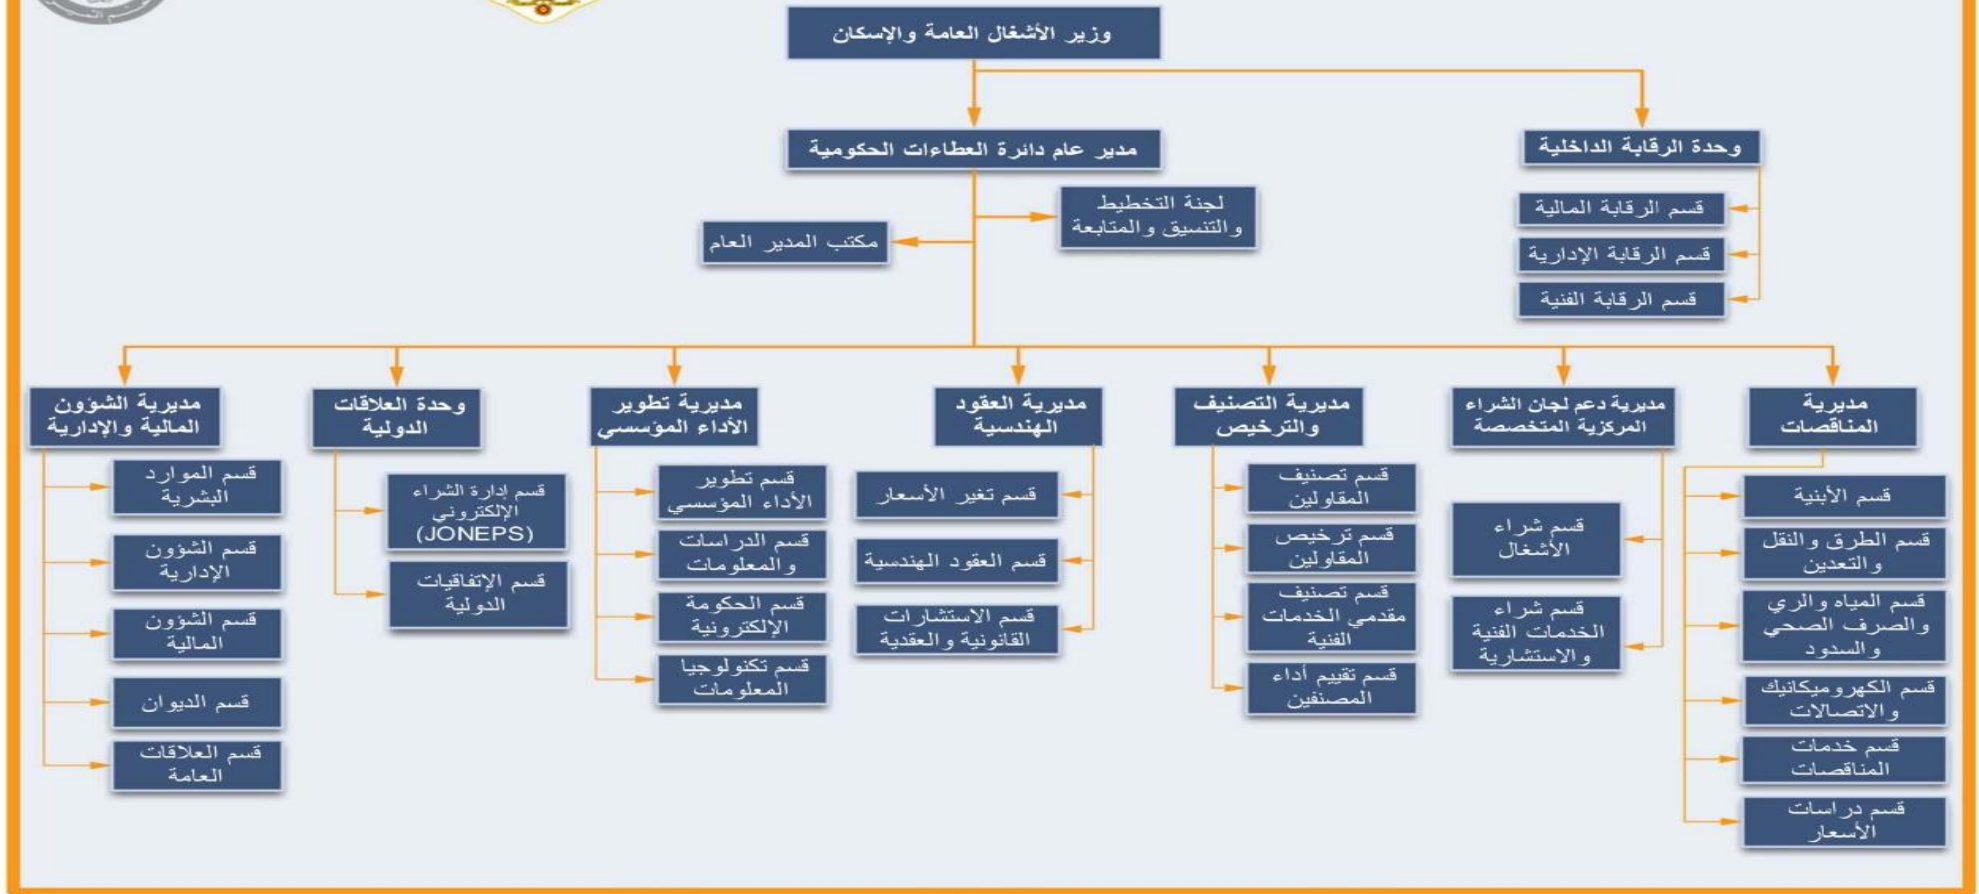 وزير الأشغال العامة والإسكان
مدير عام دائرة العطاءات الحكومية
وحدة الرقابة الداخلية
قسم الرقابة المالية
قسم الرقابة الإدارية
قسم الرقابة الفنية
لجنة التخطيط
والتنسيق والمتابعة
مكتب المدير العام
مديرية
المناقصات
قسم الأبنية
قسم الطرق والنقل
والتعدين
قسم المياه والري
والصرف الصحي
والسدود
قسم الكهروميكانيك
والاتصالات
قسم خدمات
المناقصات
قسم دراسات
الأسعار
مديرية دعم لجان الشراء
المركزية المتخصصة
قسم شراء
الأشغال
قسم شراء
الخدمات الفنية
والاستشارية
مديرية التصنيف
والترخيص
قسم تصنيف
المقاولين
قسم ترخيص
المقاولين
قسم تصنيف
مقدمي الخدمات
الفنية
قسم تقييم أداء
المصنفين
مديرية العقود
الهندسية
قسم تغير الأسعار
قسم العقود الهندسية
قسم الاستشارات
القانونية والعقدية
مديرية تطوير
الأداء المؤسسي
قسم تطوير
الأداء المؤسسي
قسم الدراسات
والمعلومات
قسم الحكومة
الإلكترونية
قسم تكنولوجيا
المعلومات
وحدة العلاقات
الدولية
قسم إدارة الشراء
الإلكتروني
(JONEPS)
قسم الإتفاقيات
الدولية
مديرية الشؤون
المالية والإدارية
قسم الموارد
البشرية
قسم الشؤون
الإدارية
قسم الشؤون
المالية
قسم الديوان
قسم العلاقات
العامة